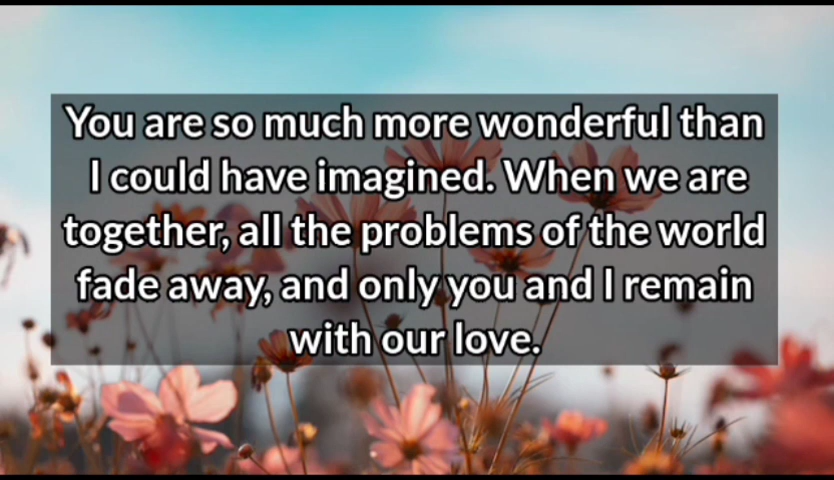 You are so much more wonderful than
I could have imagined. When we are
together, all the problems of the world
fade away, and only you and I remain
with our love.